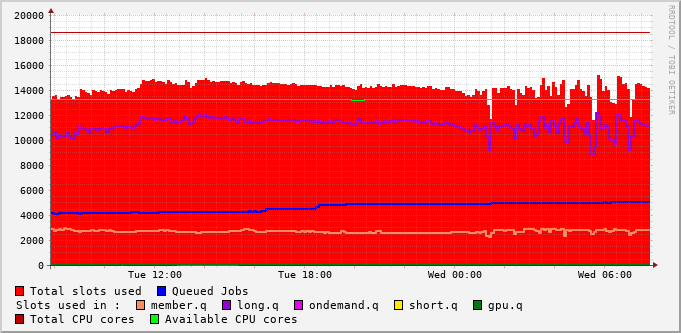 RRDTOOL / TOBI OETIKER
20000
18000
16000
14000
12000
10000
8000
6000
4000
2000
0
Tue 12:00 Tue 18:00 Wed 00:00 Wed 06:00
Total slots used Queued Jobs
Slots used in : member.q long.q ondemand.q short.q gpu.q
Total CPU cores Available CPU cores